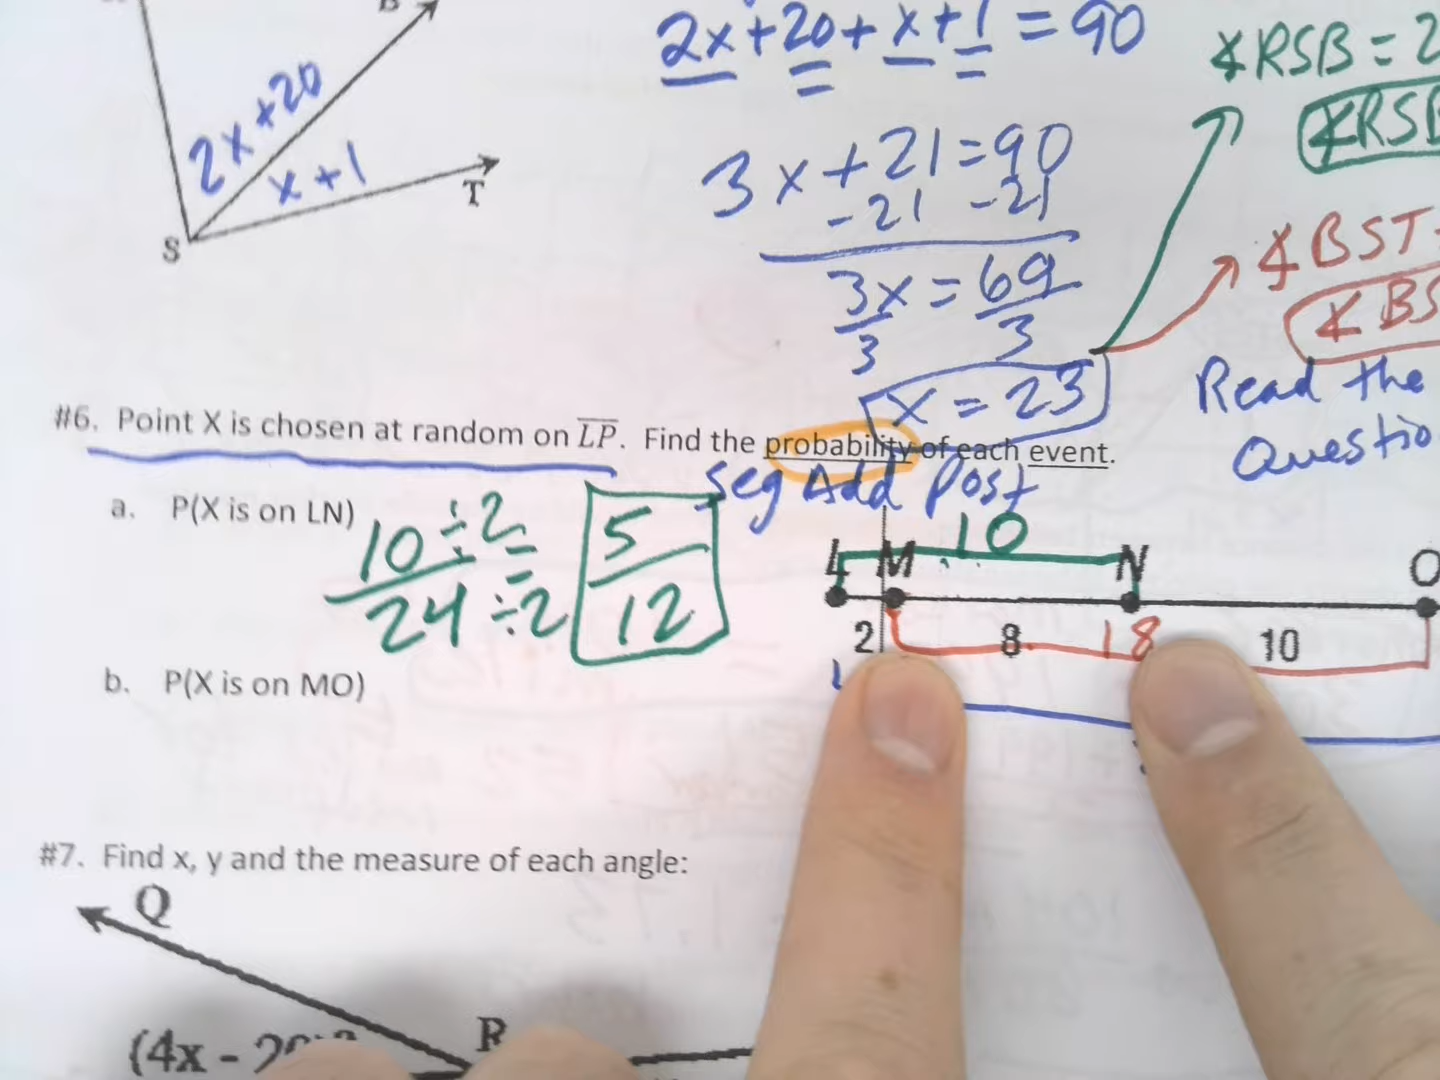 2x+20+x+1=90
∡RSB = 2
2x+20
x+1
T
S
3x+21=90
-21 -21
3x = 69
3 3
x = 23
∡RSB
∡BST
∡BS
Read the
Questio
#6. Point X is chosen at random on LP. Find the probability of each event.
Seg Add Post
a. P(X is on LN)
10 ÷2 = 5
24 ÷2 12
10
L M N O
2 8 18 10
b. P(X is on MO)
#7. Find x, y and the measure of each angle:
Q
R
(4x - 20